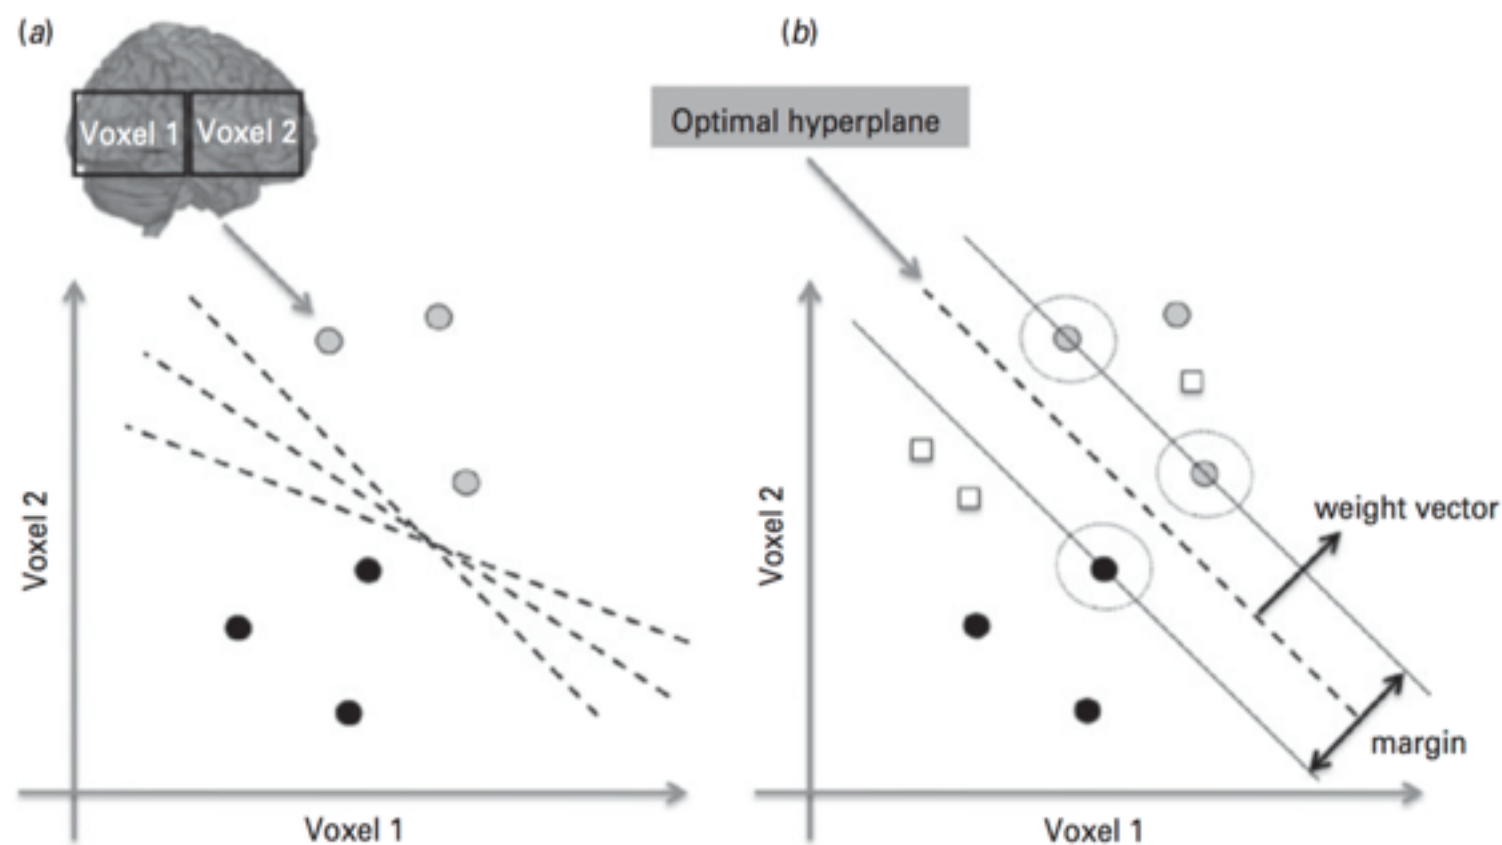 (a)
Voxel 1
Voxel 2
Voxel 2
Voxel 1
(b)
Optimal hyperplane
weight vector
margin
Voxel 2
Voxel 1